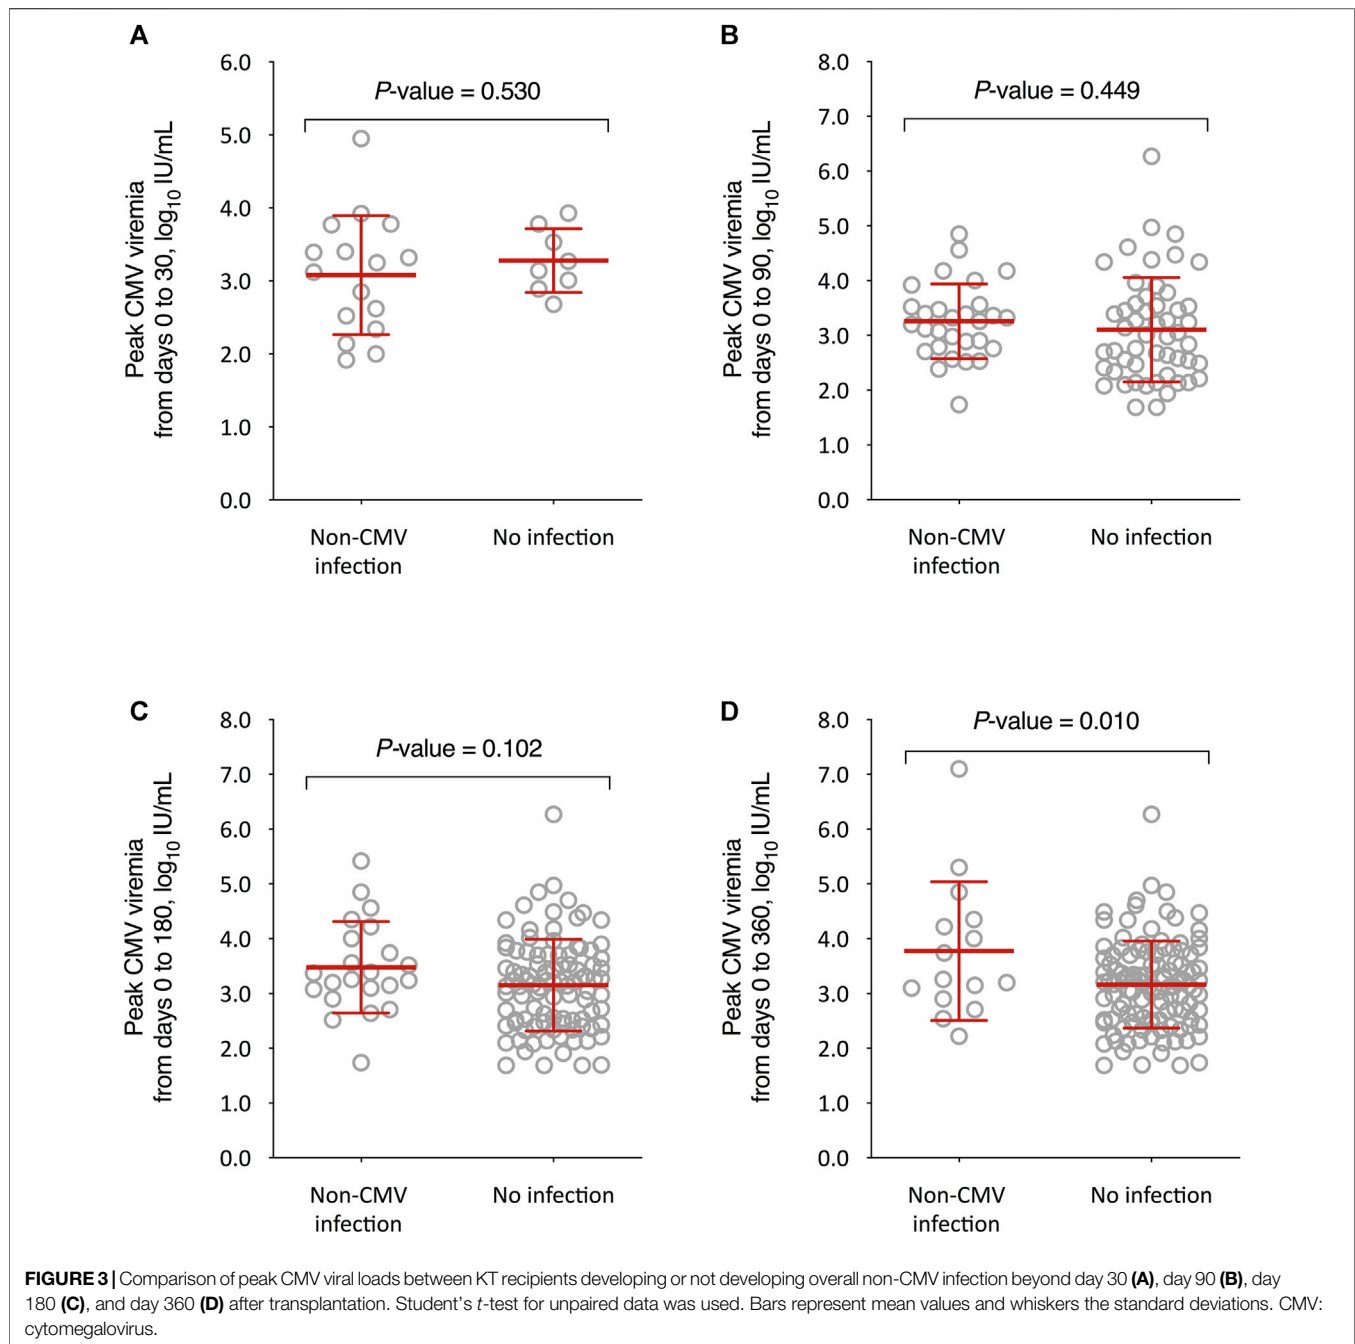 A
P-value = 0.530
Peak CMV viremia
from days 0 to 30, log10 IU/mL
6.0
5.0
4.0
3.0
2.0
1.0
0.0
Non-CMV
infection
No infection
B
P-value = 0.449
Peak CMV viremia
from days 0 to 90, log10 IU/mL
8.0
7.0
6.0
5.0
4.0
3.0
2.0
1.0
0.0
Non-CMV
infection
No infection
C
P-value = 0.102
Peak CMV viremia
from days 0 to 180, log10 IU/mL
8.0
7.0
6.0
5.0
4.0
3.0
2.0
1.0
0.0
Non-CMV
infection
No infection
D
P-value = 0.010
Peak CMV viremia
from days 0 to 360, log10 IU/mL
8.0
7.0
6.0
5.0
4.0
3.0
2.0
1.0
0.0
Non-CMV
infection
No infection
FIGURE 3 | Comparison of peak CMV viral loads between KT recipients developing or not developing overall non-CMV infection beyond day 30 (A), day 90 (B), day
180 (C), and day 360 (D) after transplantation. Student's t-test for unpaired data was used. Bars represent mean values and whiskers the standard deviations. CMV:
cytomegalovirus.